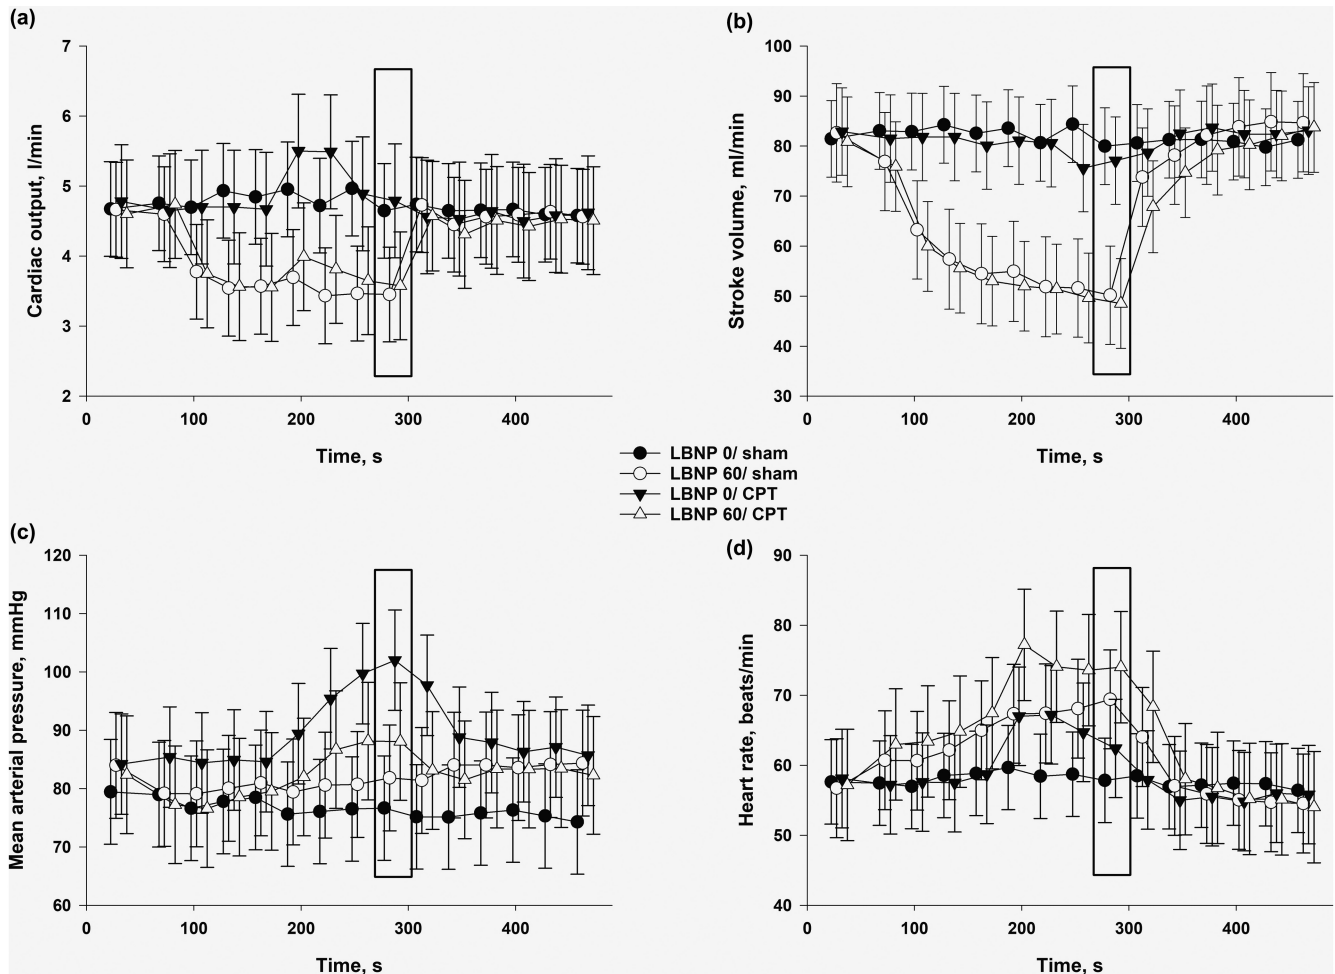 (a)
7
6
5
4
3
2
0
100
200
300
400
Cardiac output, l/min
Time, s
(b)
100
90
80
70
60
50
40
30
0
100
200
300
400
Stroke volume, ml/min
Time, s
LBNP 0/ sham
LBNP 60/ sham
LBNP 0/ CPT
LBNP 60/ CPT
(c)
120
110
100
90
80
70
60
0
100
200
300
400
Mean arterial pressure, mmHg
Time, s
(d)
90
80
70
60
50
40
0
100
200
300
400
Heart rate, beats/min
Time, s